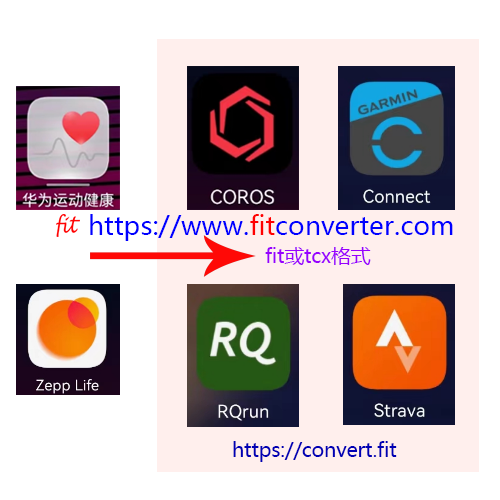 GARMIN
华为运动健康
COROS
Connect
fit
https://www.fitconverter.com
fit或tcx格式
RQ
Zepp Life
RQrun
Strava
https://convert.fit